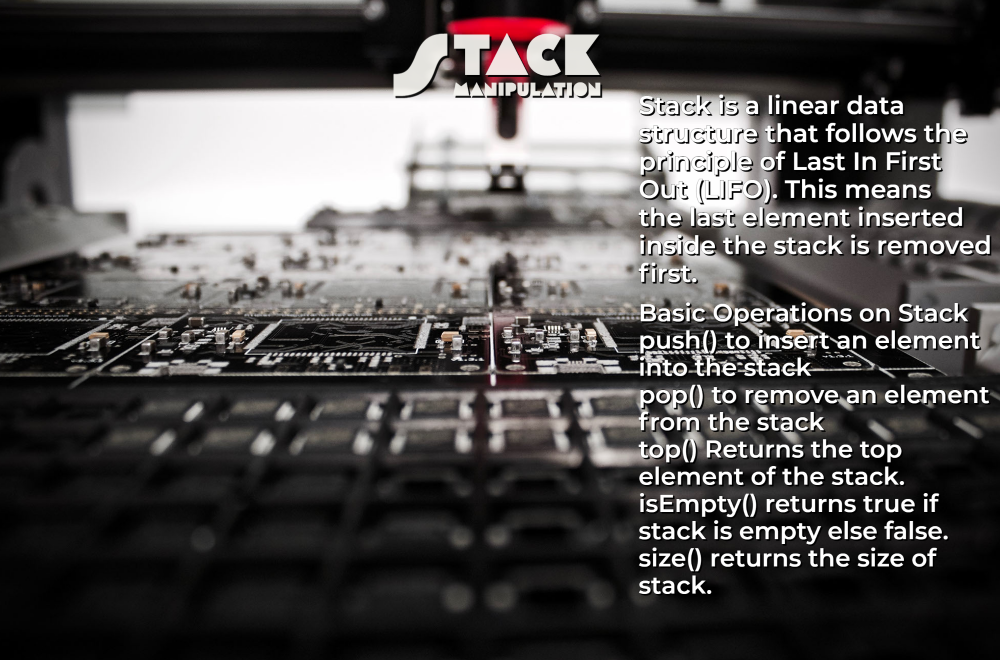 STACK
MANIPULATION
Stack is a linear data
structure that follows the
principle of Last In First
Out (LIFO). This means
the last element inserted
inside the stack is removed
first.
Basic Operations on Stack
push() to insert an element
into the stack
pop() to remove an element
from the stack
top() Returns the top
element of the stack.
isEmpty() returns true if
stack is empty else false.
size() returns the size of
stack.